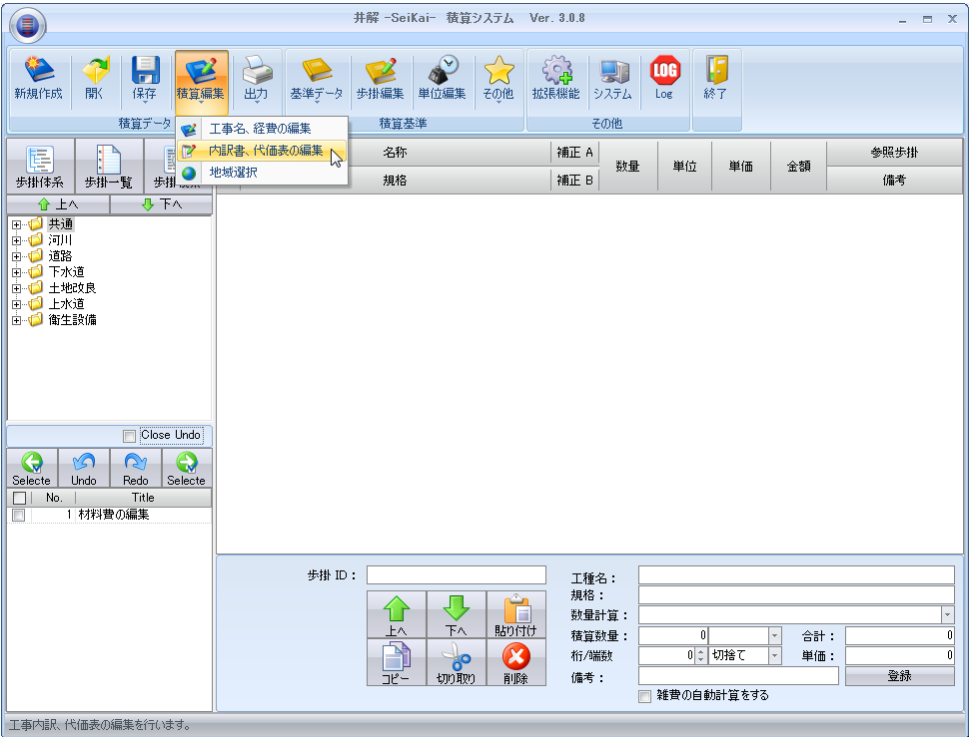 井解 -SeiKai- 積算システム Ver. 3.0.8
新規作成 開く 保存 積算編集 出力 基準データ 歩掛編集 単位編集 その他 拡張機能 システム Log 終了
LOG
積算データ 積算基準 その他
工事名、経費の編集
内訳書、代価表の編集
地域選択
歩掛体系 歩掛一覧 歩掛
名称 補正 A 数量 単位 単価 金額 参照歩掛
規格 補正 B 備考
上へ 下へ
共通
河川
道路
下水道
土地改良
上水道
衛生設備
Close Undo
Selecte Undo Redo Selecte
No. Title
1 材料費の編集
歩掛 ID：
上へ 下へ 貼り付け
コピー 切り取り 削除
工種名：
規格：
数量計算：
積算数量： 0 合計： 0
桁/端数 0 切捨て 単価： 0
備考： 登録
雑費の自動計算をする
工事内訳、代価表の編集を行います。